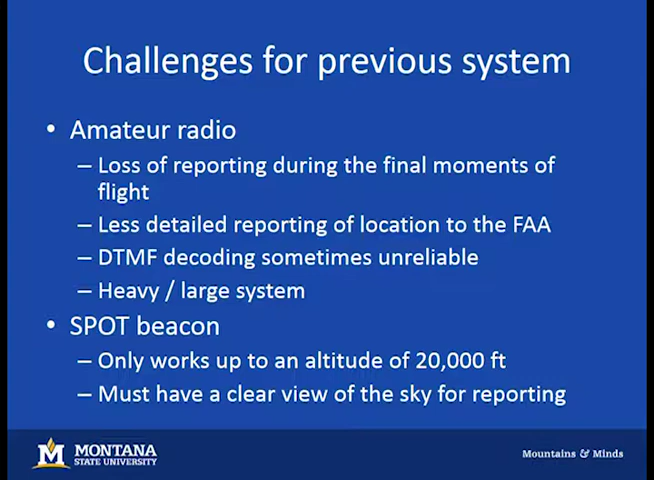 Challenges for previous system
• Amateur radio
– Loss of reporting during the final moments of
flight
– Less detailed reporting of location to the FAA
– DTMF decoding sometimes unreliable
– Heavy / large system
• SPOT beacon
– Only works up to an altitude of 20,000 ft
– Must have a clear view of the sky for reporting
M MONTANA
STATE UNIVERSITY
Mountains & Minds